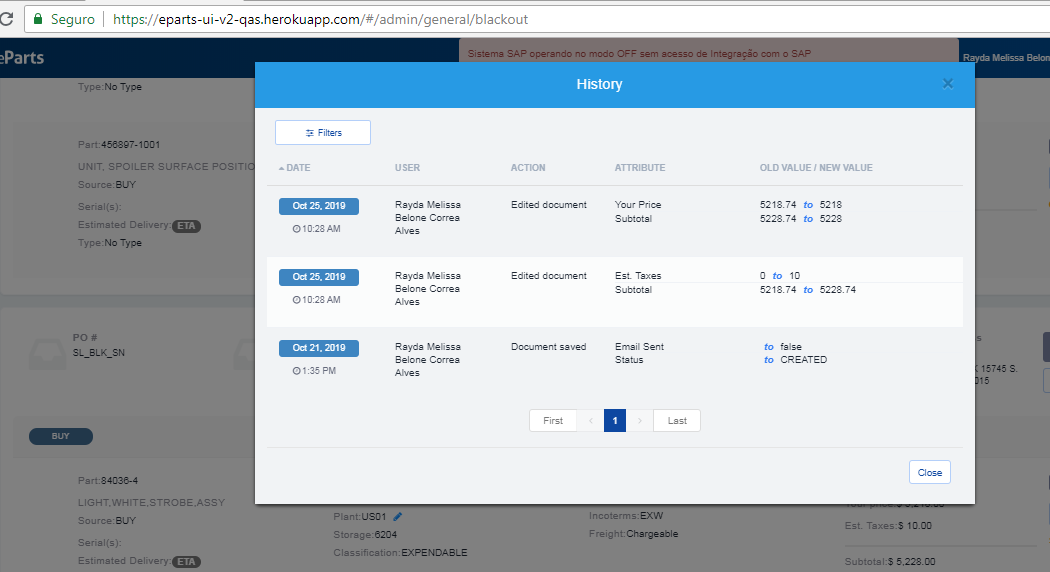 Seguro
https://eparts-ui-v2-qas.herokuapp.com/#/admin/general/blackout
eParts
Sistema SAP operando no modo OFF sem acesso de Integração com o SAP
Rayda Melissa Belon
Type:No Type
Part:456897-1001
UNIT, SPOILER SURFACE POSITIO
Source:BUY
Serial(s):
Estimated Delivery: ETA
Type:No Type
PO #
SL_BLK_SN
BUY
Part:84036-4
LIGHT,WHITE,STROBE,ASSY
Source:BUY
Serial(s):
Estimated Delivery: ETA
History
×
Filters
DATE USER ACTION ATTRIBUTE OLD VALUE / NEW VALUE
Oct 25, 2019
10:28 AM
Rayda Melissa
Belone Correa
Alves
Edited document
Your Price
Subtotal
5218.74 to 5218
5228.74 to 5228
Oct 25, 2019
10:28 AM
Rayda Melissa
Belone Correa
Alves
Edited document
Est. Taxes
Subtotal
0 to 10
5218.74 to 5228.74
Oct 21, 2019
1:35 PM
Rayda Melissa
Belone Correa
Alves
Document saved
Email Sent
Status
to false
to CREATED
First ‹ 1 › Last
Close
15745 S.
015
Plant:US01
Storage:6204
Classification:EXPENDABLE
Incoterms:EXW
Freight:Chargeable
Est. Taxes:$ 10.00
Subtotal:$ 5,228.00